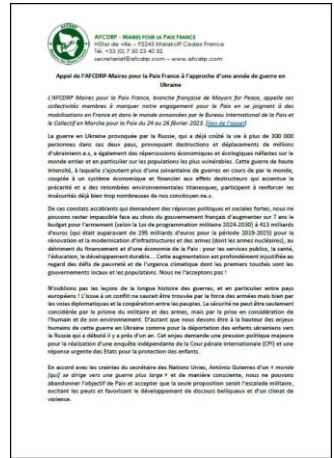 AFCDRP - MAIRES POUR LA PAIX FRANCE
Hôtel de ville – 92243 Malakoff Cedex France
Tél. +33 (0) 7 50 23 40 52
secretariat@afcdrp.com – www.afcdrp.com
Appel de l'AFCDRP-Maires pour la Paix France à l'approche d'une année de guerre en
Ukraine
L'AFCDRP Maires pour la Paix France, branche française de Mayors for Peace, appelle ses
collectivités membres à marquer notre engagement pour la Paix en se joignant à des
mobilisations en France et dans le monde annoncées par le Bureau International de la Paix et
le Collectif en Marche pour la Paix du 24 au 26 février 2023. (lien de l'appel)
La guerre en Ukraine provoquée par la Russie, qui a déjà coûté la vie à plus de 300 000
personnes dans ces deux pays, provoquant destructions et déplacements de millions
d'ukrainien.e.s, a également des répercussions économiques et écologiques néfastes sur le
monde entier et en particulier sur les populations les plus vulnérables. Cette guerre de haute
intensité, à laquelle s'ajoutent plus d'une soixantaine de guerres en cours de par le monde,
couplée à un système économique et financier aux effets destructeurs qui accentue la
précarité et a des retombées environnementales titanesques, participent à renforcer les
insécurités déjà bien trop nombreuses de nos concitoyen.ne.s.
De ces constats accablants qui demandent des réponses politiques et sociales fortes, nous ne
pouvons rester impassible face au choix du gouvernement français d'augmenter sur 7 ans le
budget pour l'armement (selon la Loi de programmation militaire 2024-2030) à 413 milliards
d'euros (qui était auparavant de 295 milliards d'euros pour la période 2019-2025) pour la
rénovation et la modernisation d'infrastructures et des armes (dont les armes nucléaires), au
détriment du financement et d'une économie de la Paix : pour les services publics, la santé,
l'éducation, le développement durable... Cette augmentation est profondément injustifiée au
regard des défis de pauvreté et de l'urgence climatique dont les premiers touchés sont les
gouvernements locaux et les populations. Nous ne l'acceptons pas !
N'oublions pas les leçons de la longue histoire des guerres, et en particulier entre pays
européens ! L'issue à un conflit ne saurait être trouvée par la force des armées mais bien par
les voies diplomatiques et la coopération entre les peuples. La sécurité ne peut être seulement
considérée par le prisme du militaire et des armes, mais par la prise en considération de
l'humain et de son environnement. D'autant que nous devons être à la hauteur des enjeux
humains de cette guerre en Ukraine comme pour la déportation des enfants ukrainiens vers
la Russie qui a débuté il y a près d'un an. Cet enjeu demande une pression politique majeure
pour la réalisation d'une enquête indépendante de la Cour pénale internationale (CPI) et une
réponse urgente des Etats pour la protection des enfants.
En accord avec les craintes du secrétaire des Nations Unies, António Guterres d'un « monde
[qui] se dirige vers une guerre plus large » et de manière consciente, nous ne pouvons
abandonner l'objectif de Paix et accepter que la seule proposition serait l'escalade militaire,
excitant les peurs et favorisant le développement de discours belliqueux et d'un climat de
violence.